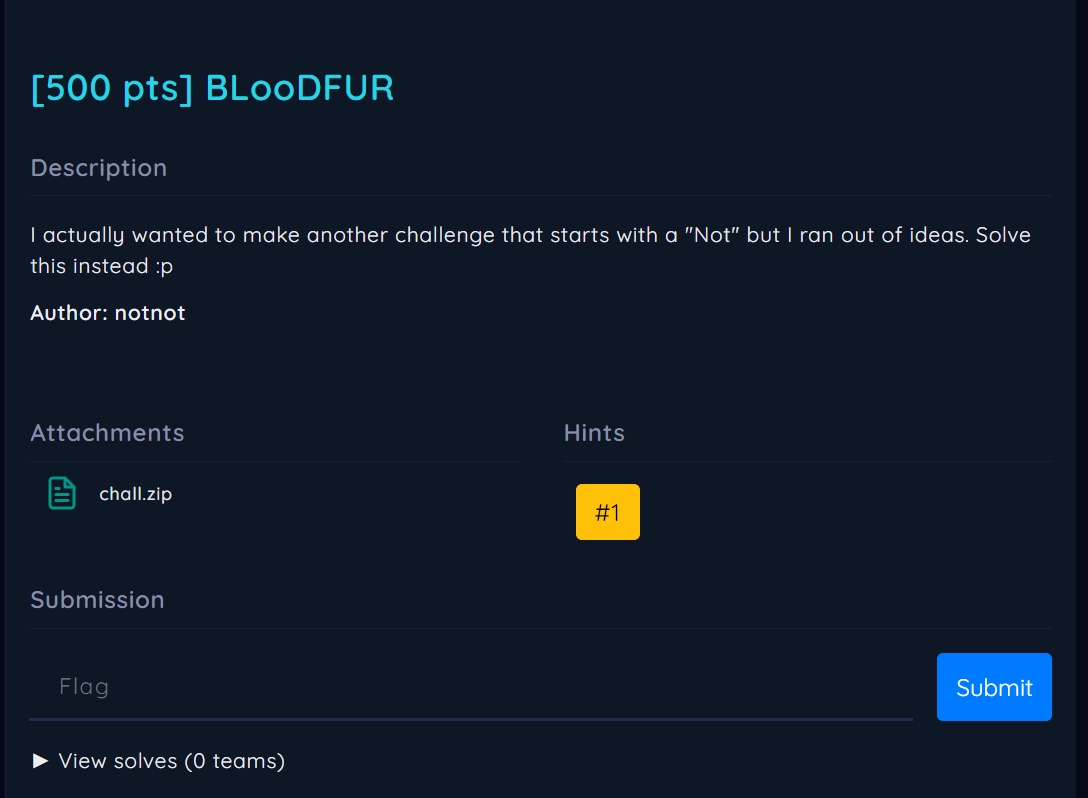 [500 pts] BLooDFUR
Description
I actually wanted to make another challenge that starts with a "Not" but I ran out of ideas. Solve
this instead :p
Author: notnot
Attachments
Hints
chall.zip
#1
Submission
Flag
Submit
► View solves (0 teams)